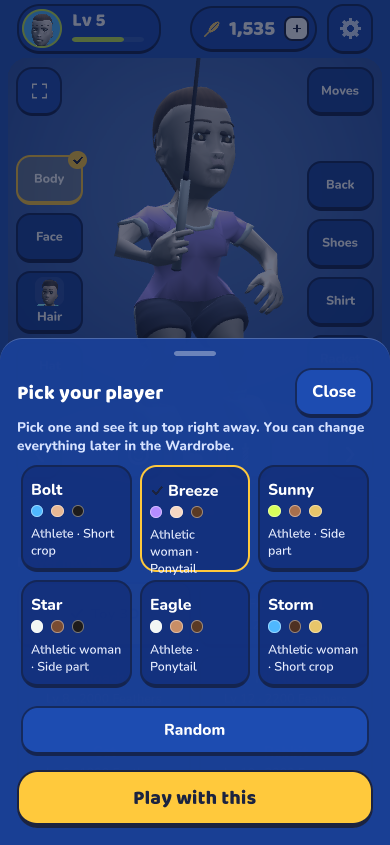 Lv 5
1,535
+
Moves
Body
Back
Face
Shoes
Hair
Shirt
Pick your player
Close
Pick one and see it up top right away. You can change
everything later in the Wardrobe.
Bolt
Athlete · Short
crop
Breeze
Athletic
woman ·
Ponytail
Sunny
Athlete · Side
part
Star
Athletic woman
· Side part
Eagle
Athlete ·
Ponytail
Storm
Athletic woman
· Short crop
Random
Play with this